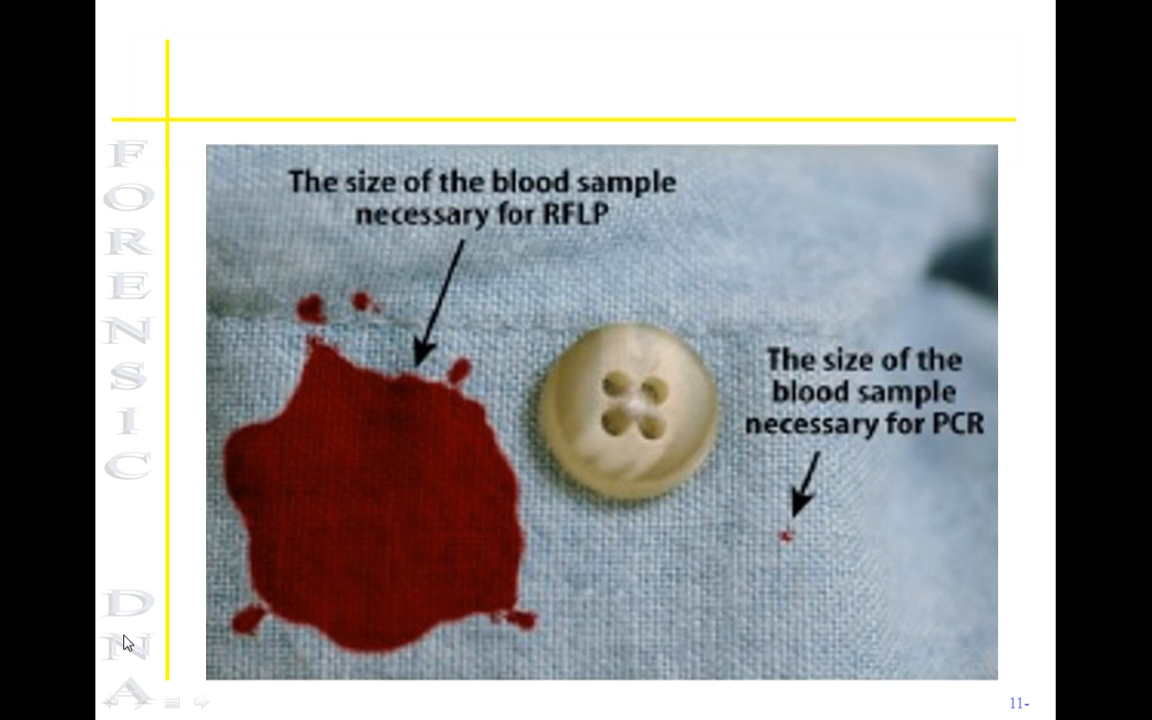 FORENSIC DNA
The size of the blood sample
necessary for RFLP
The size of the
blood sample
necessary for PCR
11-